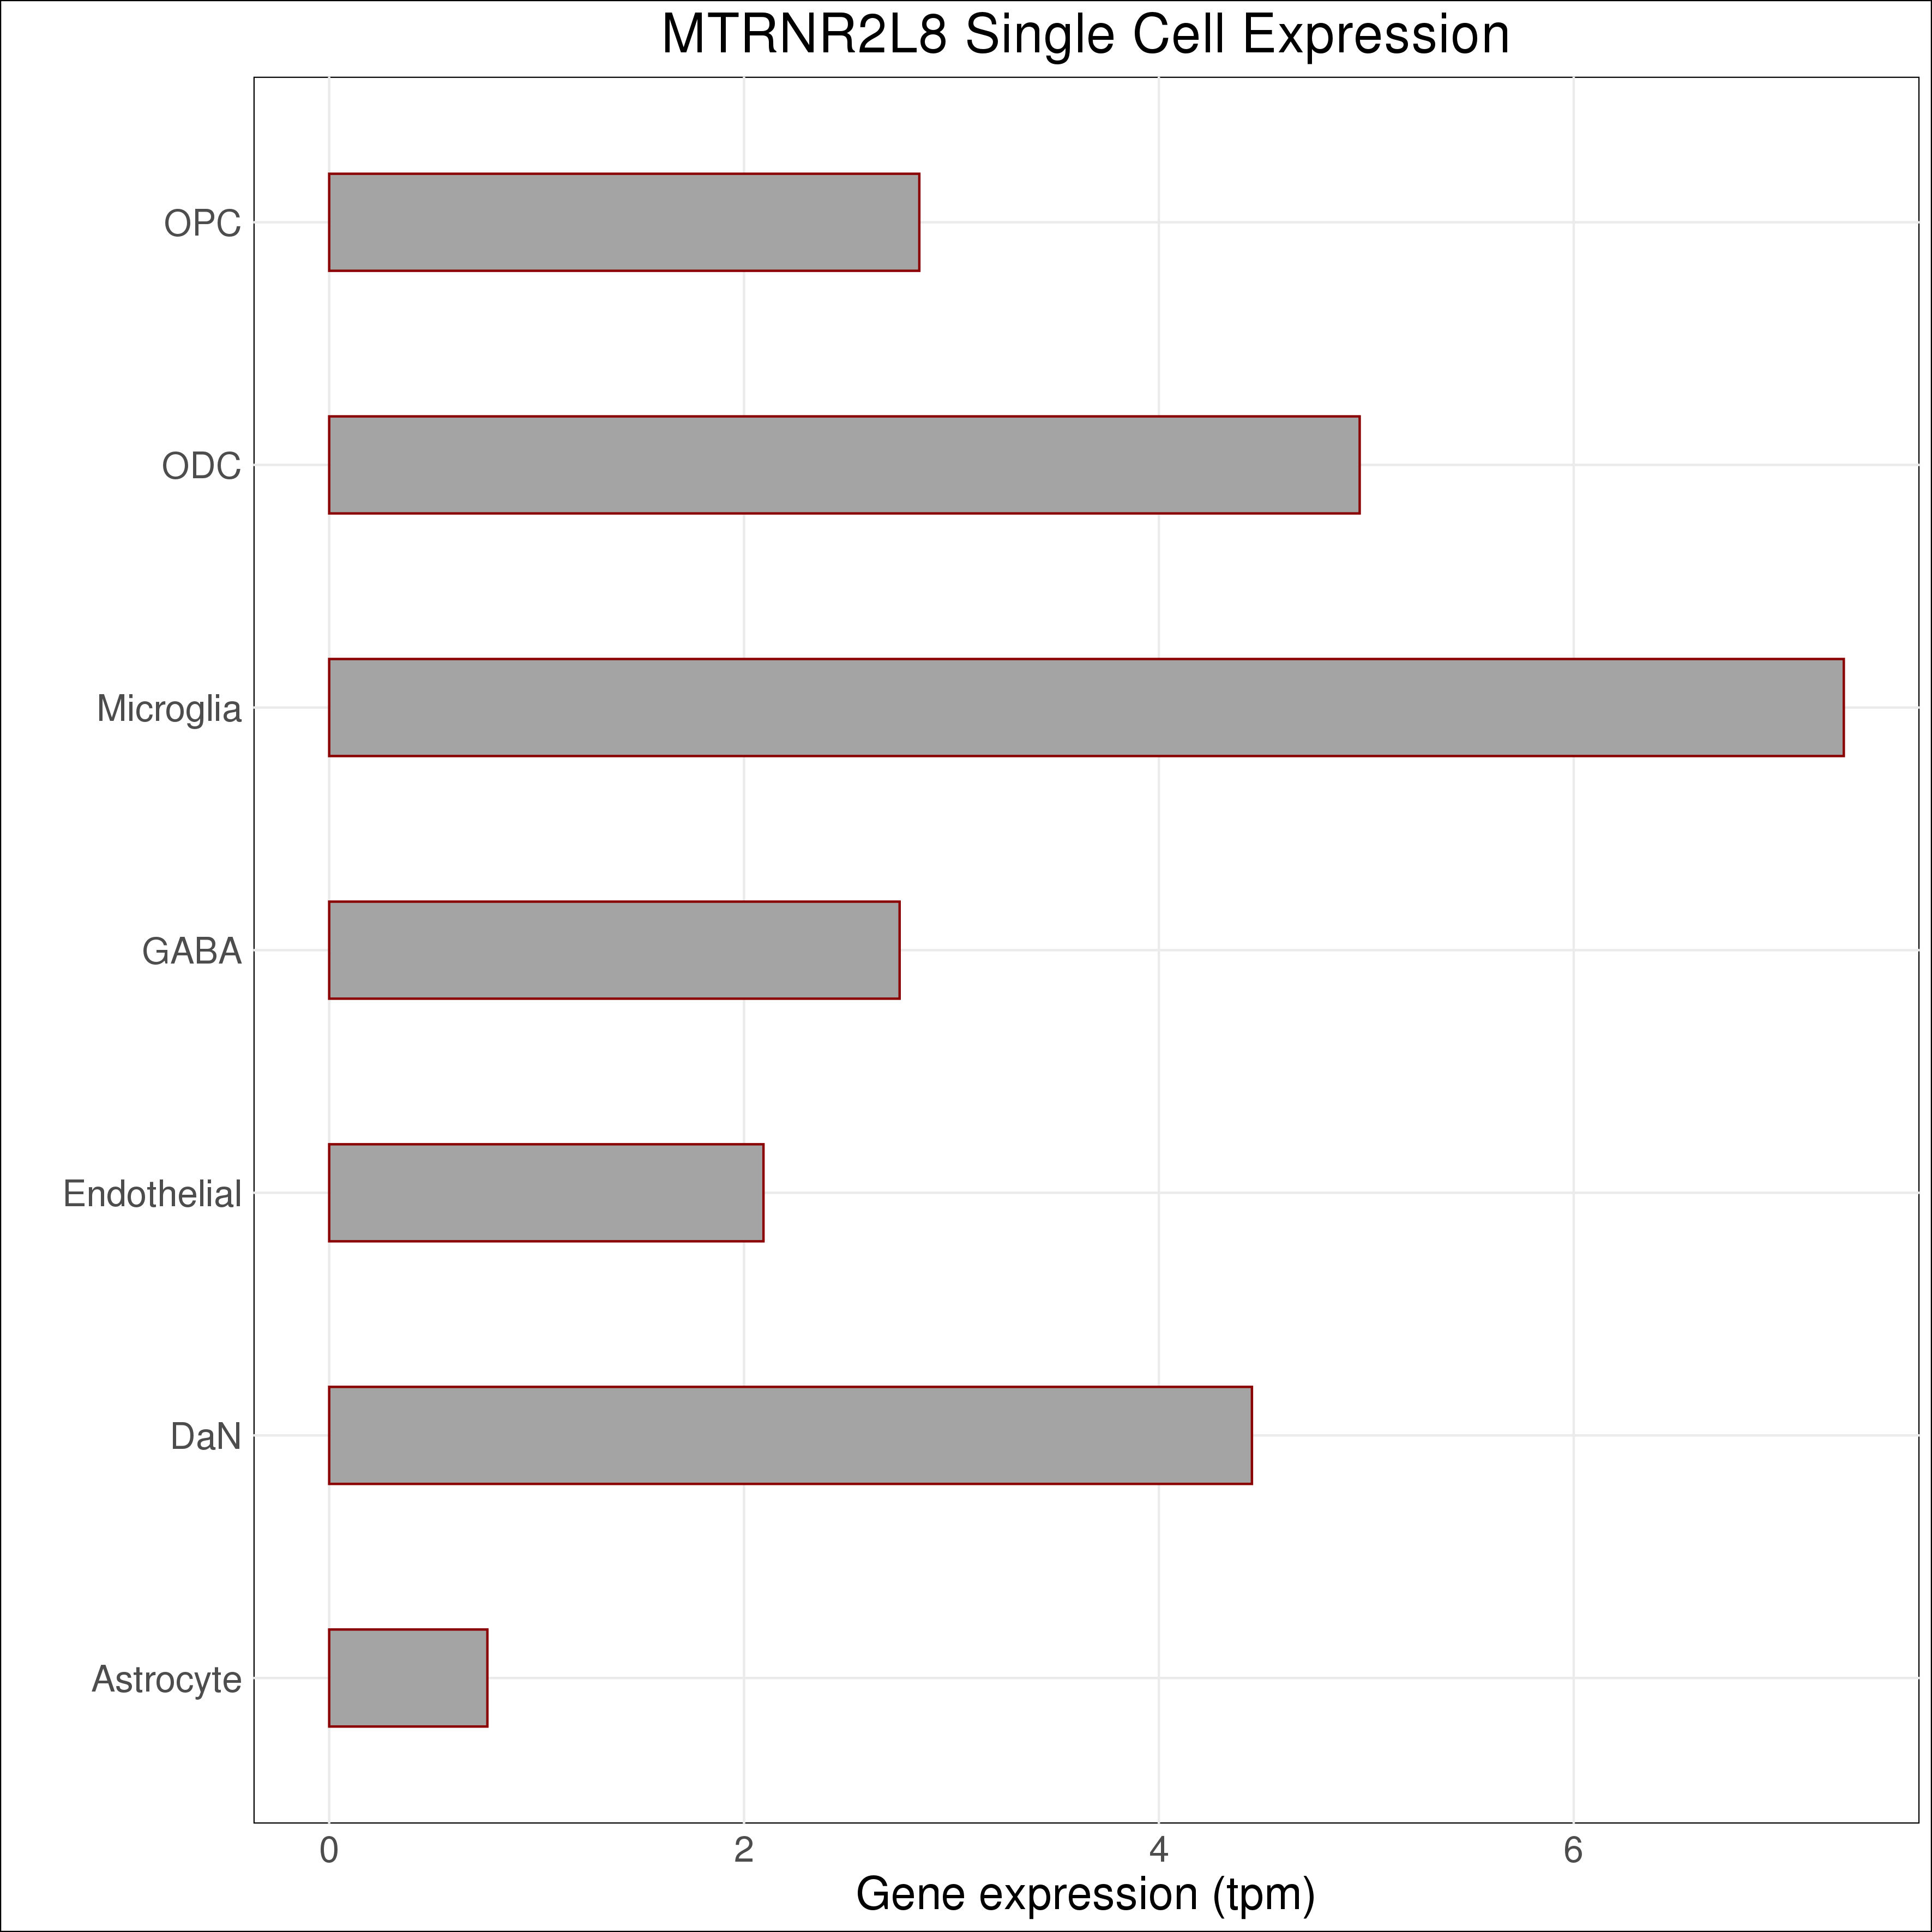 MTRNR2L8 Single Cell Expression
OPC
ODC
Microglia
GABA
Endothelial
DaN
Astrocyte
0 2 4 6
Gene expression (tpm)